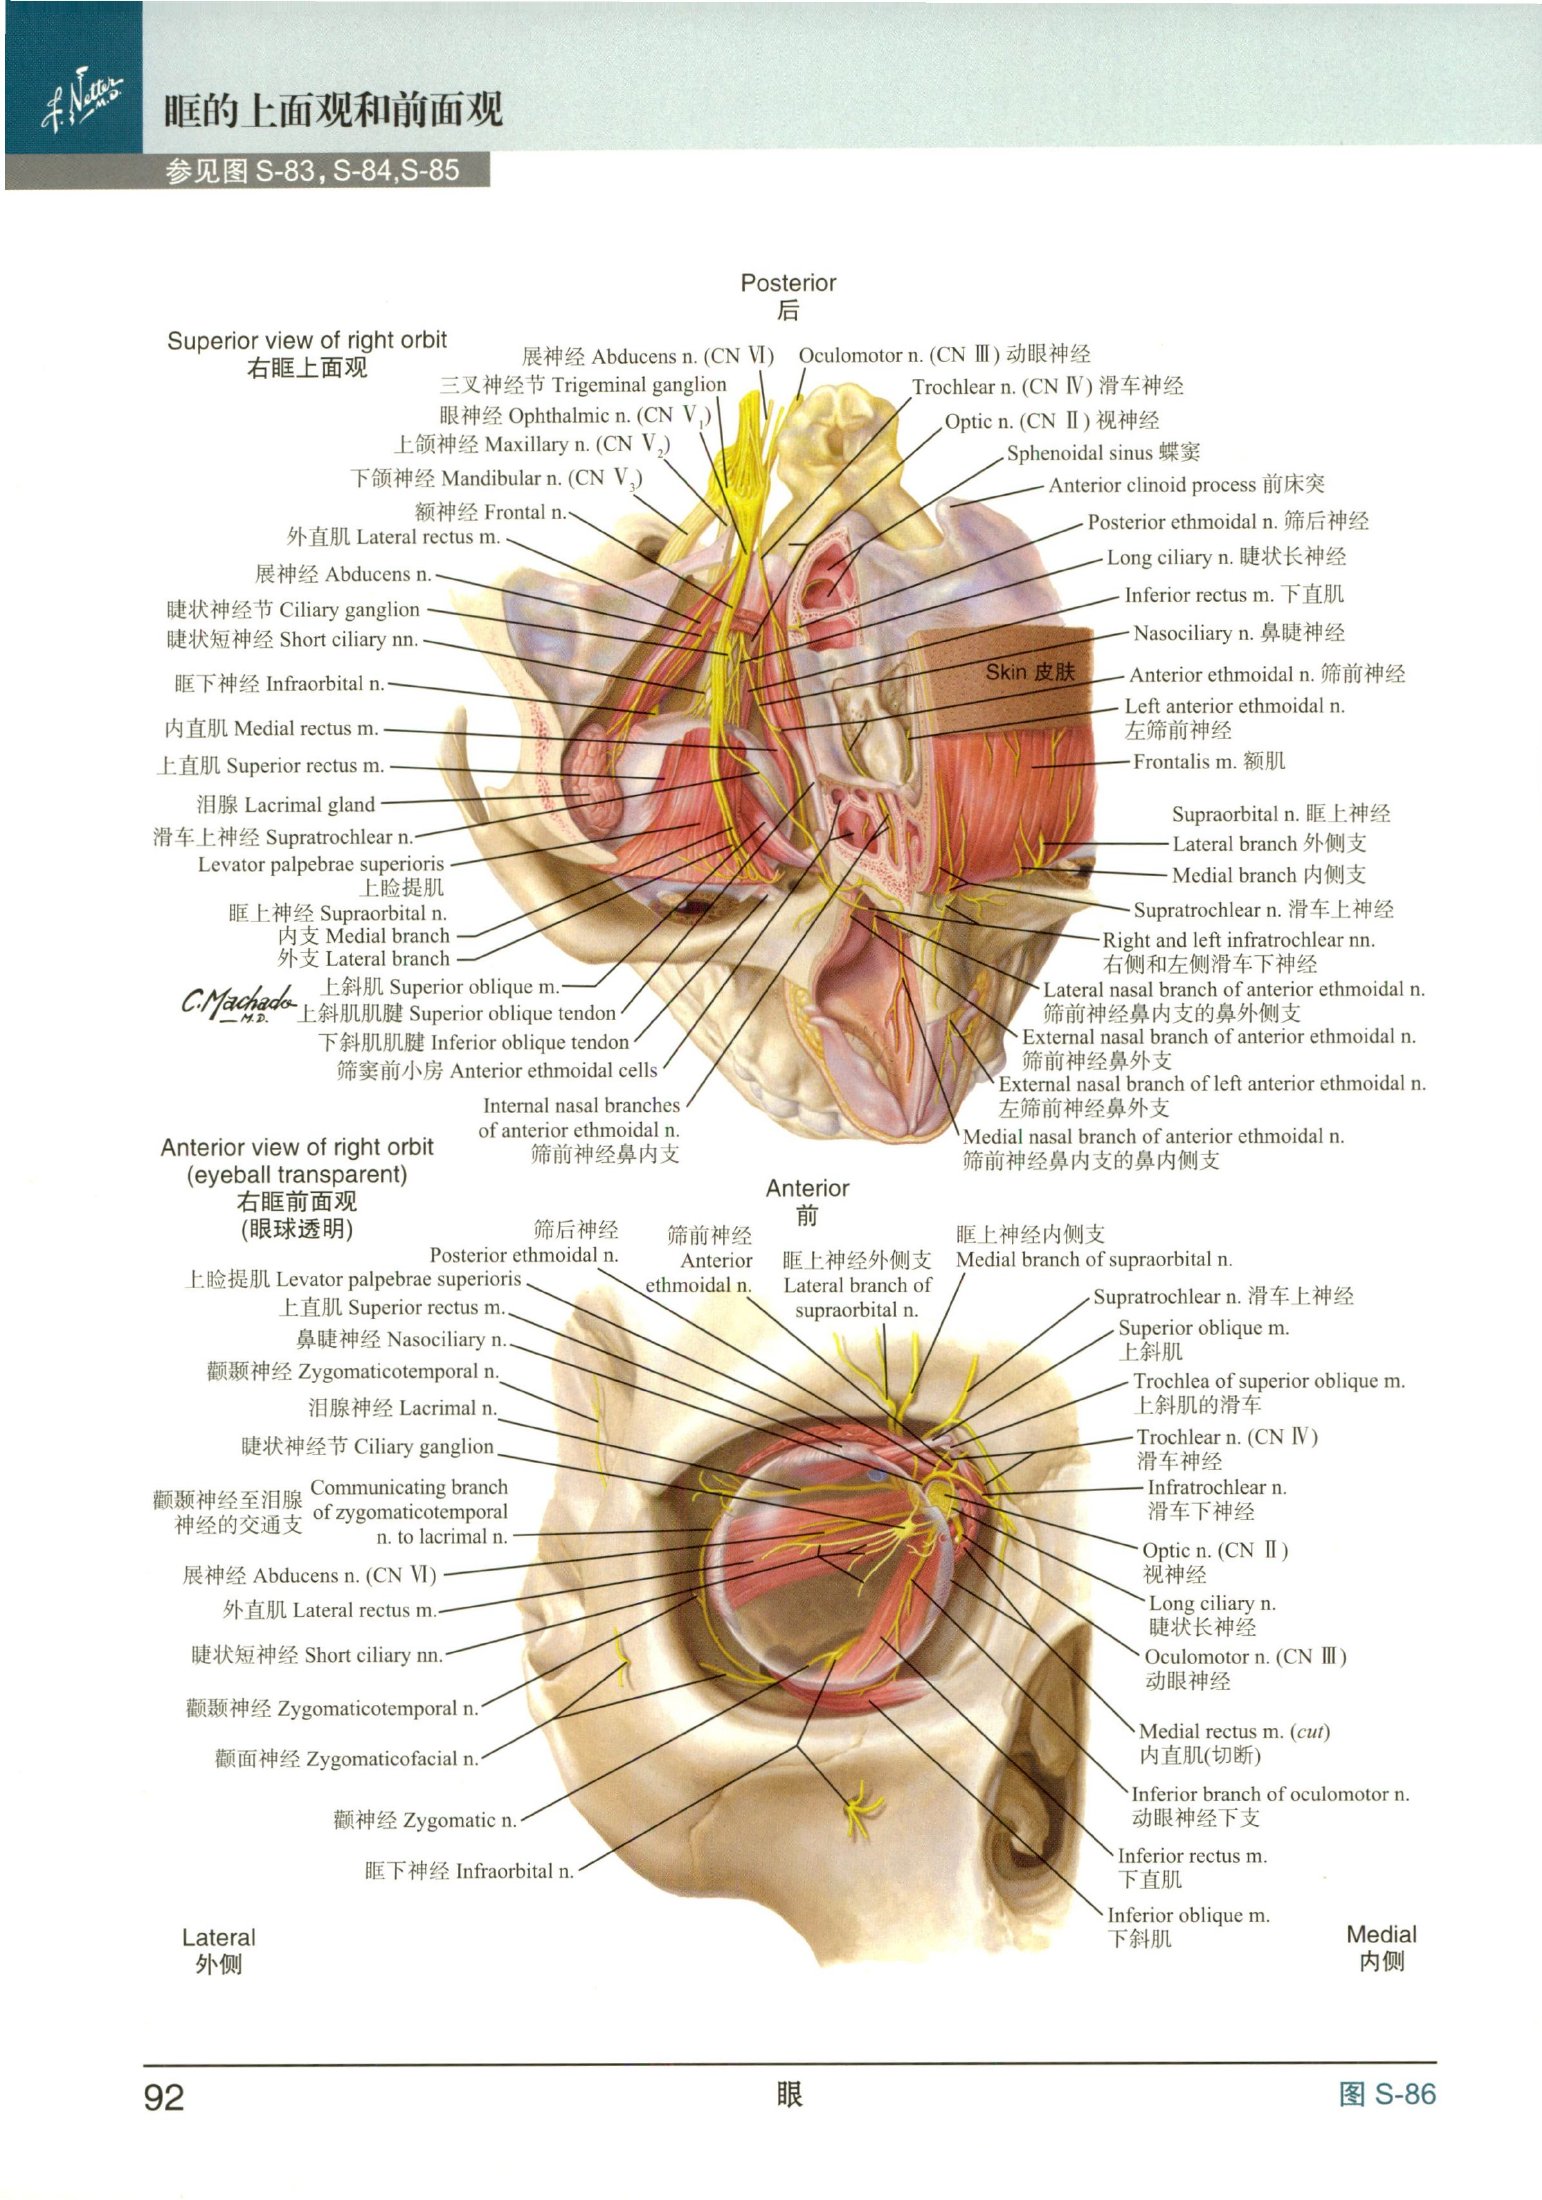 F. Netter M.D.
眶的上面观和前面观
参见图 S-83, S-84,S-85
Posterior
后
Superior view of right orbit
右眶上面观
展神经 Abducens n. (CN Ⅵ)
三叉神经节 Trigeminal ganglion
眼神经 Ophthalmic n. (CN Ⅴ1)
上颌神经 Maxillary n. (CN Ⅴ2)
下颌神经 Mandibular n. (CN Ⅴ3)
额神经 Frontal n.
外直肌 Lateral rectus m.
展神经 Abducens n.
睫状神经节 Ciliary ganglion
睫状短神经 Short ciliary nn.
眶下神经 Infraorbital n.
内直肌 Medial rectus m.
上直肌 Superior rectus m.
泪腺 Lacrimal gland
滑车上神经 Supratrochlear n.
Levator palpebrae superioris
上睑提肌
眶上神经 Supraorbital n.
内支 Medial branch
外支 Lateral branch
C.Machado M.D.
上斜肌 Superior oblique m.
上斜肌肌腱 Superior oblique tendon
下斜肌肌腱 Inferior oblique tendon
筛窦前小房 Anterior ethmoidal cells
Internal nasal branches
of anterior ethmoidal n.
筛前神经鼻内支
Oculomotor n. (CN Ⅲ) 动眼神经
Trochlear n. (CN Ⅳ) 滑车神经
Optic n. (CN Ⅱ) 视神经
Sphenoidal sinus 蝶窦
Anterior clinoid process 前床突
Posterior ethmoidal n. 筛后神经
Long ciliary n. 睫状长神经
Inferior rectus m. 下直肌
Nasociliary n. 鼻睫神经
Skin 皮肤
Anterior ethmoidal n. 筛前神经
Left anterior ethmoidal n.
左筛前神经
Frontalis m. 额肌
Supraorbital n. 眶上神经
Lateral branch 外侧支
Medial branch 内侧支
Supratrochlear n. 滑车上神经
Right and left infratrochlear nn.
右侧和左侧滑车下神经
Lateral nasal branch of anterior ethmoidal n.
筛前神经鼻内支的鼻外侧支
External nasal branch of anterior ethmoidal n.
筛前神经鼻外支
External nasal branch of left anterior ethmoidal n.
左筛前神经鼻外支
Medial nasal branch of anterior ethmoidal n.
筛前神经鼻内支的鼻内侧支
Anterior
前
Anterior view of right orbit
(eyeball transparent)
右眶前面观
(眼球透明)
筛后神经
Posterior ethmoidal n.
筛前神经
Anterior
ethmoidal n.
眶上神经外侧支
Lateral branch of
supraorbital n.
眶上神经内侧支
Medial branch of supraorbital n.
上睑提肌 Levator palpebrae superioris
上直肌 Superior rectus m.
鼻睫神经 Nasociliary n.
颧颞神经 Zygomaticotemporal n.
泪腺神经 Lacrimal n.
睫状神经节 Ciliary ganglion
颧颞神经至泪腺
神经的交通支
Communicating branch
of zygomaticotemporal
n. to lacrimal n.
展神经 Abducens n. (CN Ⅵ)
外直肌 Lateral rectus m.
睫状短神经 Short ciliary nn.
颧颞神经 Zygomaticotemporal n.
颧面神经 Zygomaticofacial n.
颧神经 Zygomatic n.
眶下神经 Infraorbital n.
Supratrochlear n. 滑车上神经
Superior oblique m.
上斜肌
Trochlea of superior oblique m.
上斜肌的滑车
Trochlear n. (CN Ⅳ)
滑车神经
Infratrochlear n.
滑车下神经
Optic n. (CN Ⅱ)
视神经
Long ciliary n.
睫状长神经
Oculomotor n. (CN Ⅲ)
动眼神经
Medial rectus m. (cut)
内直肌(切断)
Inferior branch of oculomotor n.
动眼神经下支
Inferior rectus m.
下直肌
Inferior oblique m.
下斜肌
Lateral
外侧
Medial
内侧
92
眼
图 S-86